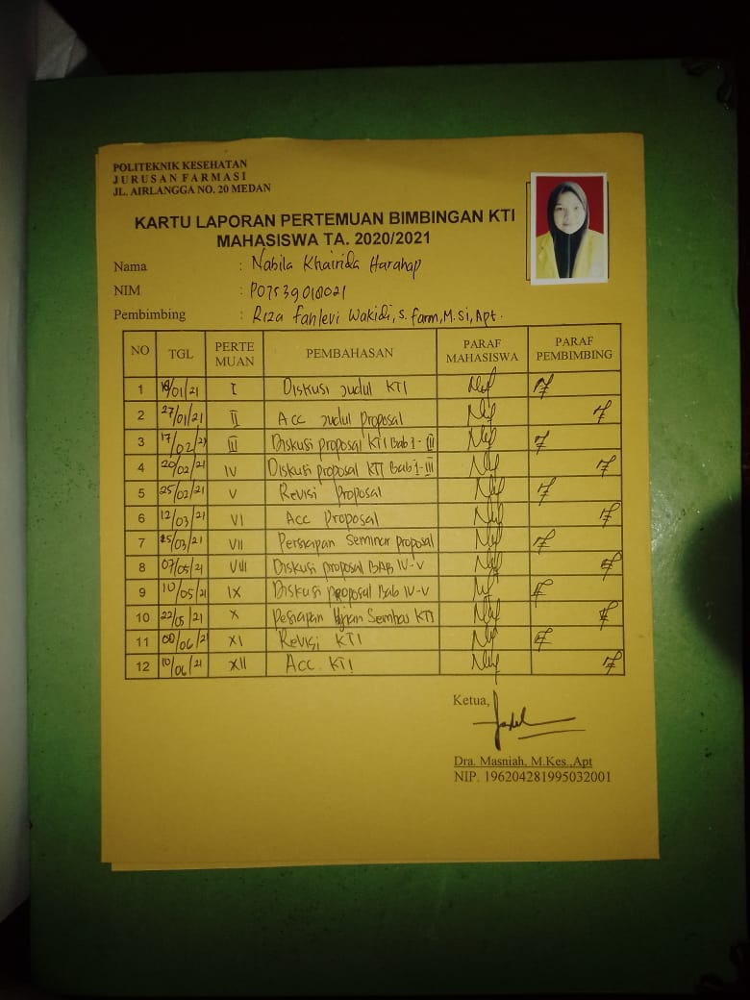 POLITEKNIK KESEHATAN
JURUSAN FARMASI
JL. AIRLANGGA NO. 20 MEDAN
KARTU LAPORAN PERTEMUAN BIMBINGAN KTI
MAHASISWA TA. 2020/2021
Nama : Nabila Khairida Harahap
NIM : P07539018021
Pembimbing : Riza Fahlevi Wakidi, S.Farm, M.Si, Apt.
NO TGL PERTE MUAN PEMBAHASAN PARAF MAHASISWA PARAF PEMBIMBING
1 /01/21 I Diskusi Judul KTI
2 27/01/21 II Acc Judul Proposal
3 17/02/21 III Diskusi proposal KTI Bab I-III
4 20/02/21 IV Diskusi proposal KTI Bab I-III
5 25/02/21 V Revisi Proposal
6 12/03/21 VI Acc Proposal
7 /03/21 VII Persiapan Seminar proposal
8 07/05/21 VIII Diskusi proposal BAB IV-V
9 10/05/21 IX Diskusi proposal Bab IV-V
10 22/05/21 X Pesiapan Ujian Semhas KTI
11 /06/21 XI Revisi KTI
12 10/06/21 XII Acc. KTI
Ketua,
Dra. Masniah, M.Kes.,Apt
NIP. 196204281995032001